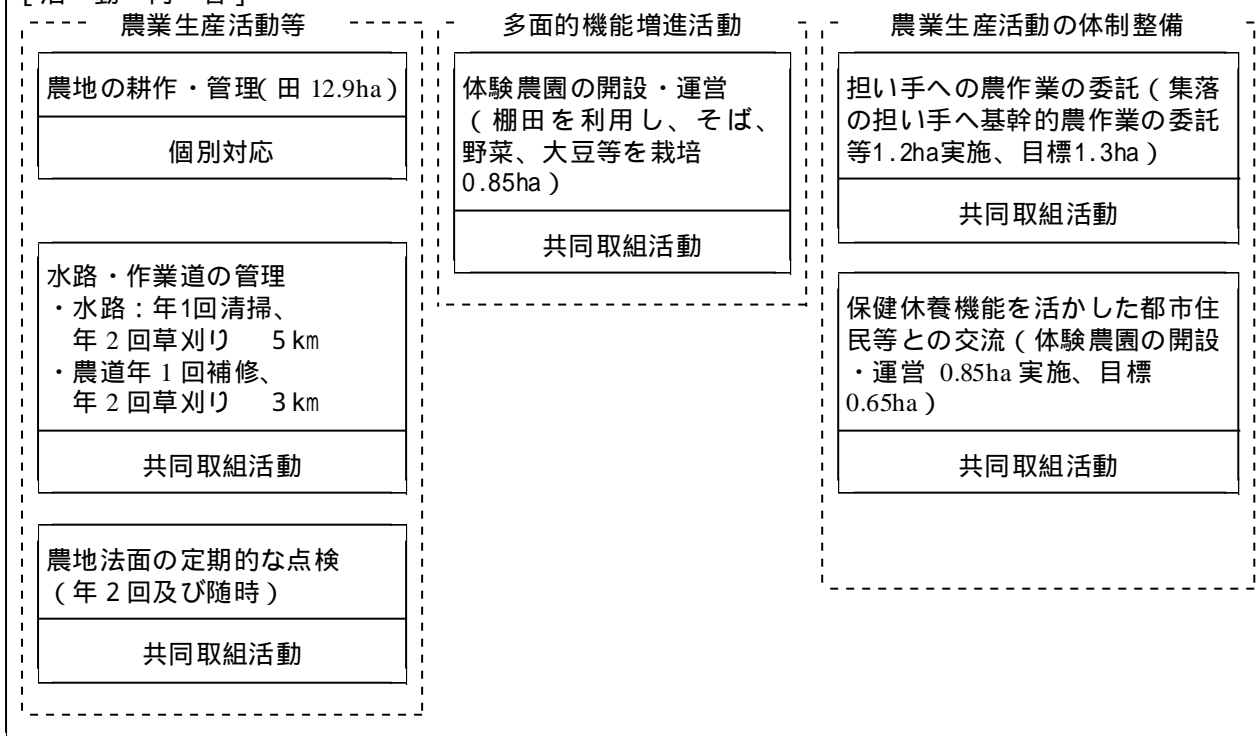 [活動内容]
農業生産活動等
農地の耕作・管理(田 12.9ha)
個別対応
水路・作業道の管理
・水路：年1回清掃、
年２回草刈り　５km
・農道年１回補修、
年２回草刈り　３km
共同取組活動
農地法面の定期的な点検
（年２回及び随時）
共同取組活動
多面的機能増進活動
体験農園の開設・運営
（棚田を利用し、そば、
野菜、大豆等を栽培
0.85ha）
共同取組活動
農業生産活動の体制整備
担い手への農作業の委託（集落
の担い手へ基幹的農作業の委託
等1.2ha実施、目標1.3ha）
共同取組活動
保健休養機能を活かした都市住
民等との交流（体験農園の開設
・運営 0.85ha 実施、目標
0.65ha）
共同取組活動